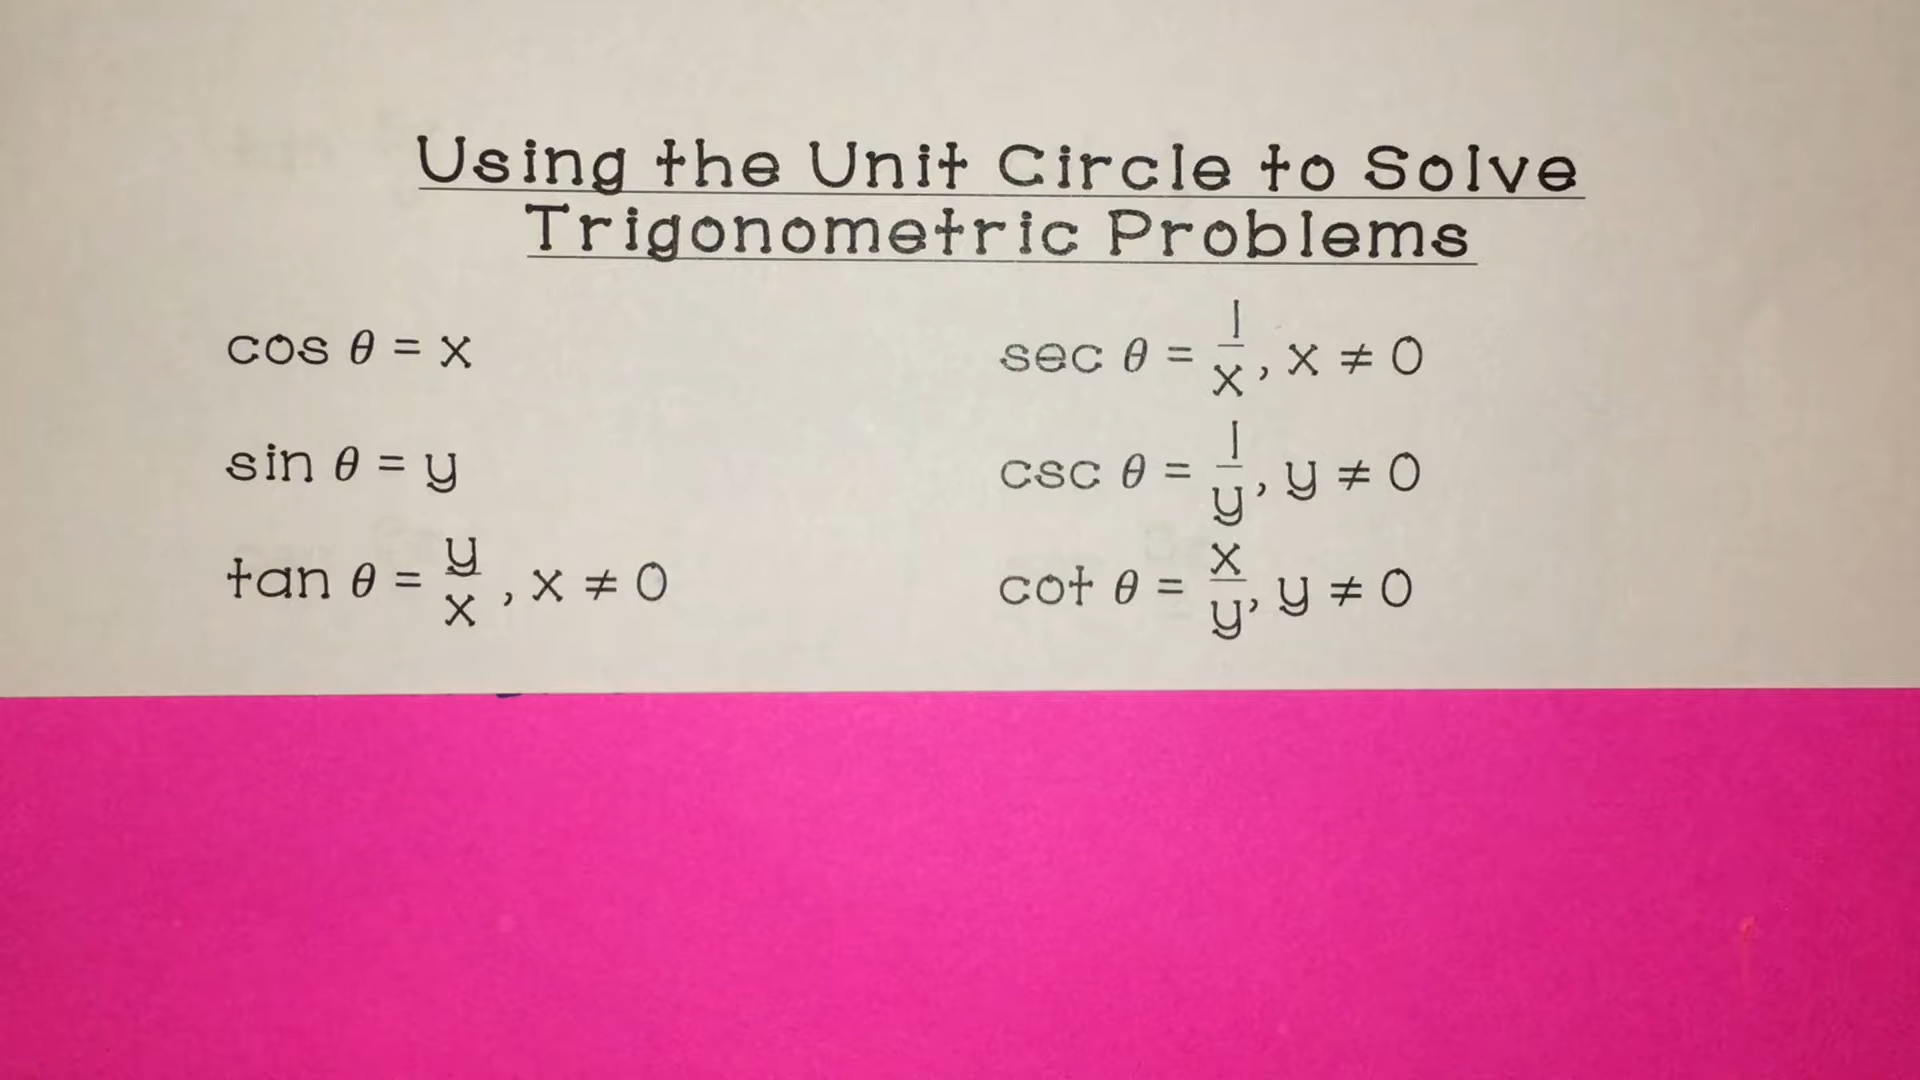 Using the Unit Circle to Solve
Trigonometric Problems
cos θ = x
sec θ = 1/x, x ≠ 0
sin θ = y
csc θ = 1/y, y ≠ 0
tan θ = y/x, x ≠ 0
cot θ = x/y, y ≠ 0